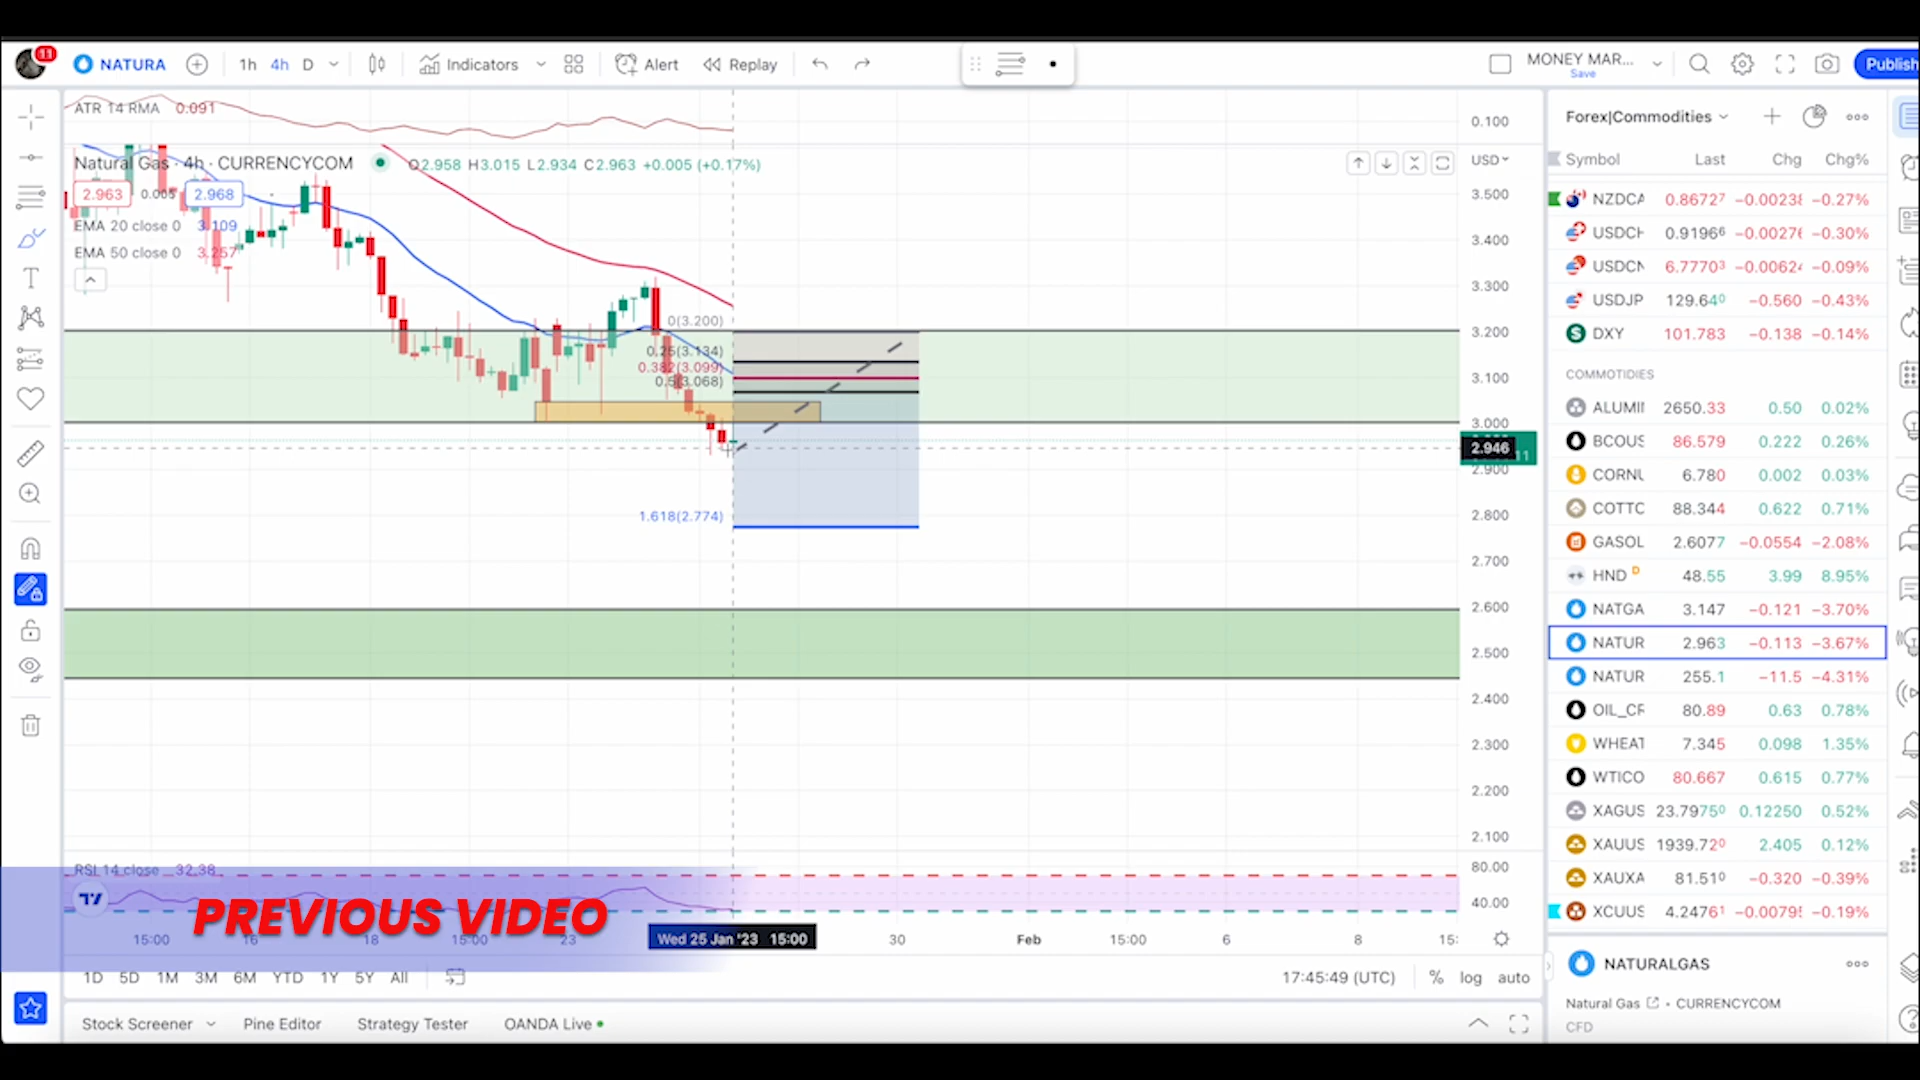 11
NATURA
1h 4h D
Indicators
Alert
Replay
MONEY MAR...
Save
Publish
ATR 14 RMA 0.091
Natural Gas · 4h · CURRENCYCOM
O2.958 H3.015 L2.934 C2.963 +0.005 (+0.17%)
2.963 0.005 2.968
EMA 20 close 0 3.109
EMA 50 close 0 3.257
0(3.200)
0.25(3.134)
0.382(3.099)
0.5(3.068)
1.618(2.774)
0.100
USD
3.500
3.400
3.300
3.200
3.100
3.000
2.946
2.900
2.800
2.700
2.600
2.500
2.400
2.300
2.200
2.100
80.00
40.00
RSI 14 close 32.38
PREVIOUS VIDEO
15:00 16 18 15:00 23 Wed 25 Jan '23 15:00 30 Feb 15:00 6 8 15:
1D 5D 1M 3M 6M YTD 1Y 5Y All
17:45:49 (UTC) % log auto
Stock Screener Pine Editor Strategy Tester OANDA Live
Forex|Commodities
Symbol Last Chg Chg%
NZDCA 0.86727 −0.00238 −0.27%
USDCH 0.91966 −0.00276 −0.30%
USDCN 6.77703 −0.00624 −0.09%
USDJP 129.640 −0.560 −0.43%
DXY 101.783 −0.138 −0.14%
COMMOTIDIES
ALUMII 2650.33 0.50 0.02%
BCOUS 86.579 0.222 0.26%
CORNU 6.780 0.002 0.03%
COTTC 88.344 0.622 0.71%
GASOL 2.6077 −0.0554 −2.08%
HND D 48.55 3.99 8.95%
NATGA 3.147 −0.121 −3.70%
NATUR 2.963 −0.113 −3.67%
NATUR 255.1 −11.5 −4.31%
OIL_CR 80.89 0.63 0.78%
WHEAT 7.345 0.098 1.35%
WTICO 80.667 0.615 0.77%
XAGUS 23.79750 0.12250 0.52%
XAUUS 1939.720 2.405 0.12%
XAUXA 81.510 −0.320 −0.39%
XCUUS 4.24761 −0.00795 −0.19%
NATURALGAS
Natural Gas • CURRENCYCOM
CFD